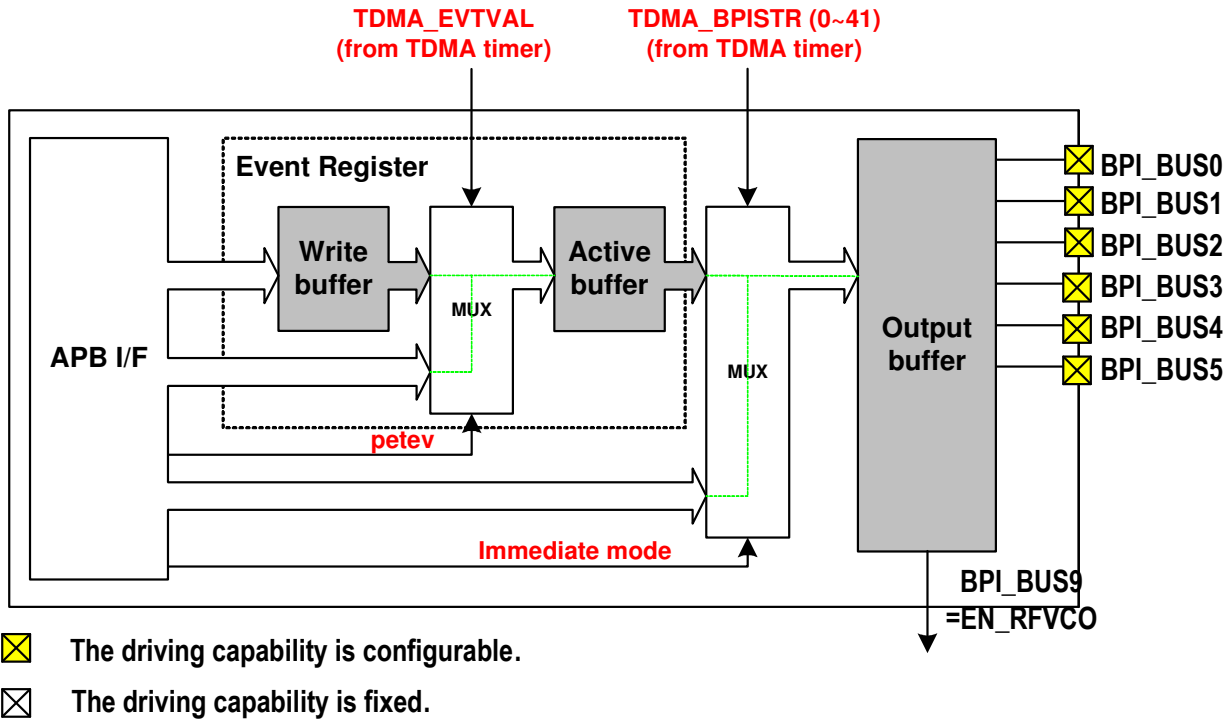 TDMA_EVTVAL
(from TDMA timer)
TDMA_BPISTR (0~41)
(from TDMA timer)
Event Register
Write
buffer
MUX
Active
buffer
MUX
APB I/F
Output
buffer
BPI_BUS0
BPI_BUS1
BPI_BUS2
BPI_BUS3
BPI_BUS4
BPI_BUS5
petev
Immediate mode
BPI_BUS9
=EN_RFVCO
The driving capability is configurable.
The driving capability is fixed.